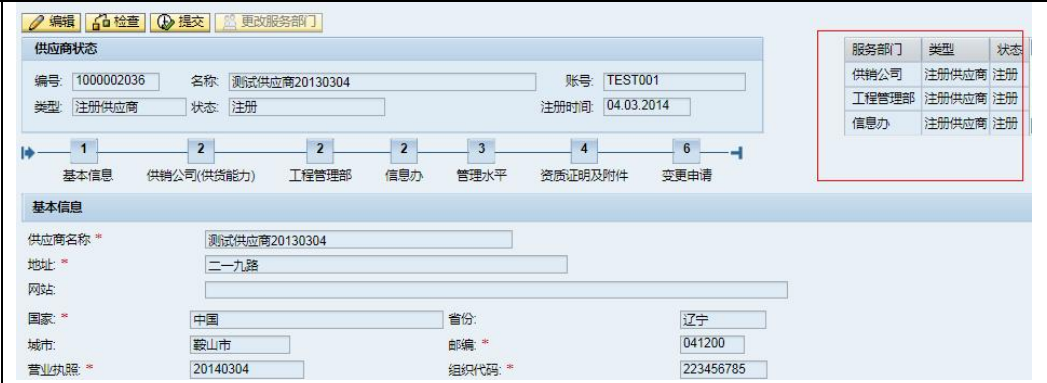 编辑 检查 提交 更改服务部门
供应商状态
编号: 1000002036 名称: 测试供应商20130304 账号: TEST001
类型: 注册供应商 状态: 注册 注册时间: 04.03.2014
服务部门 类型 状态
供销公司 注册供应商 注册
工程管理部 注册供应商 注册
信息办 注册供应商 注册
1 2 2 2 3 4 6
基本信息 供销公司(供货能力) 工程管理部 信息办 管理水平 资质证明及附件 变更申请
基本信息
供应商名称: * 测试供应商20130304
地址: * 二一九路
网站:
国家: * 中国 省份: 辽宁
城市: 鞍山市 邮编: * 041200
营业执照: * 20140304 组织代码: * 223456785